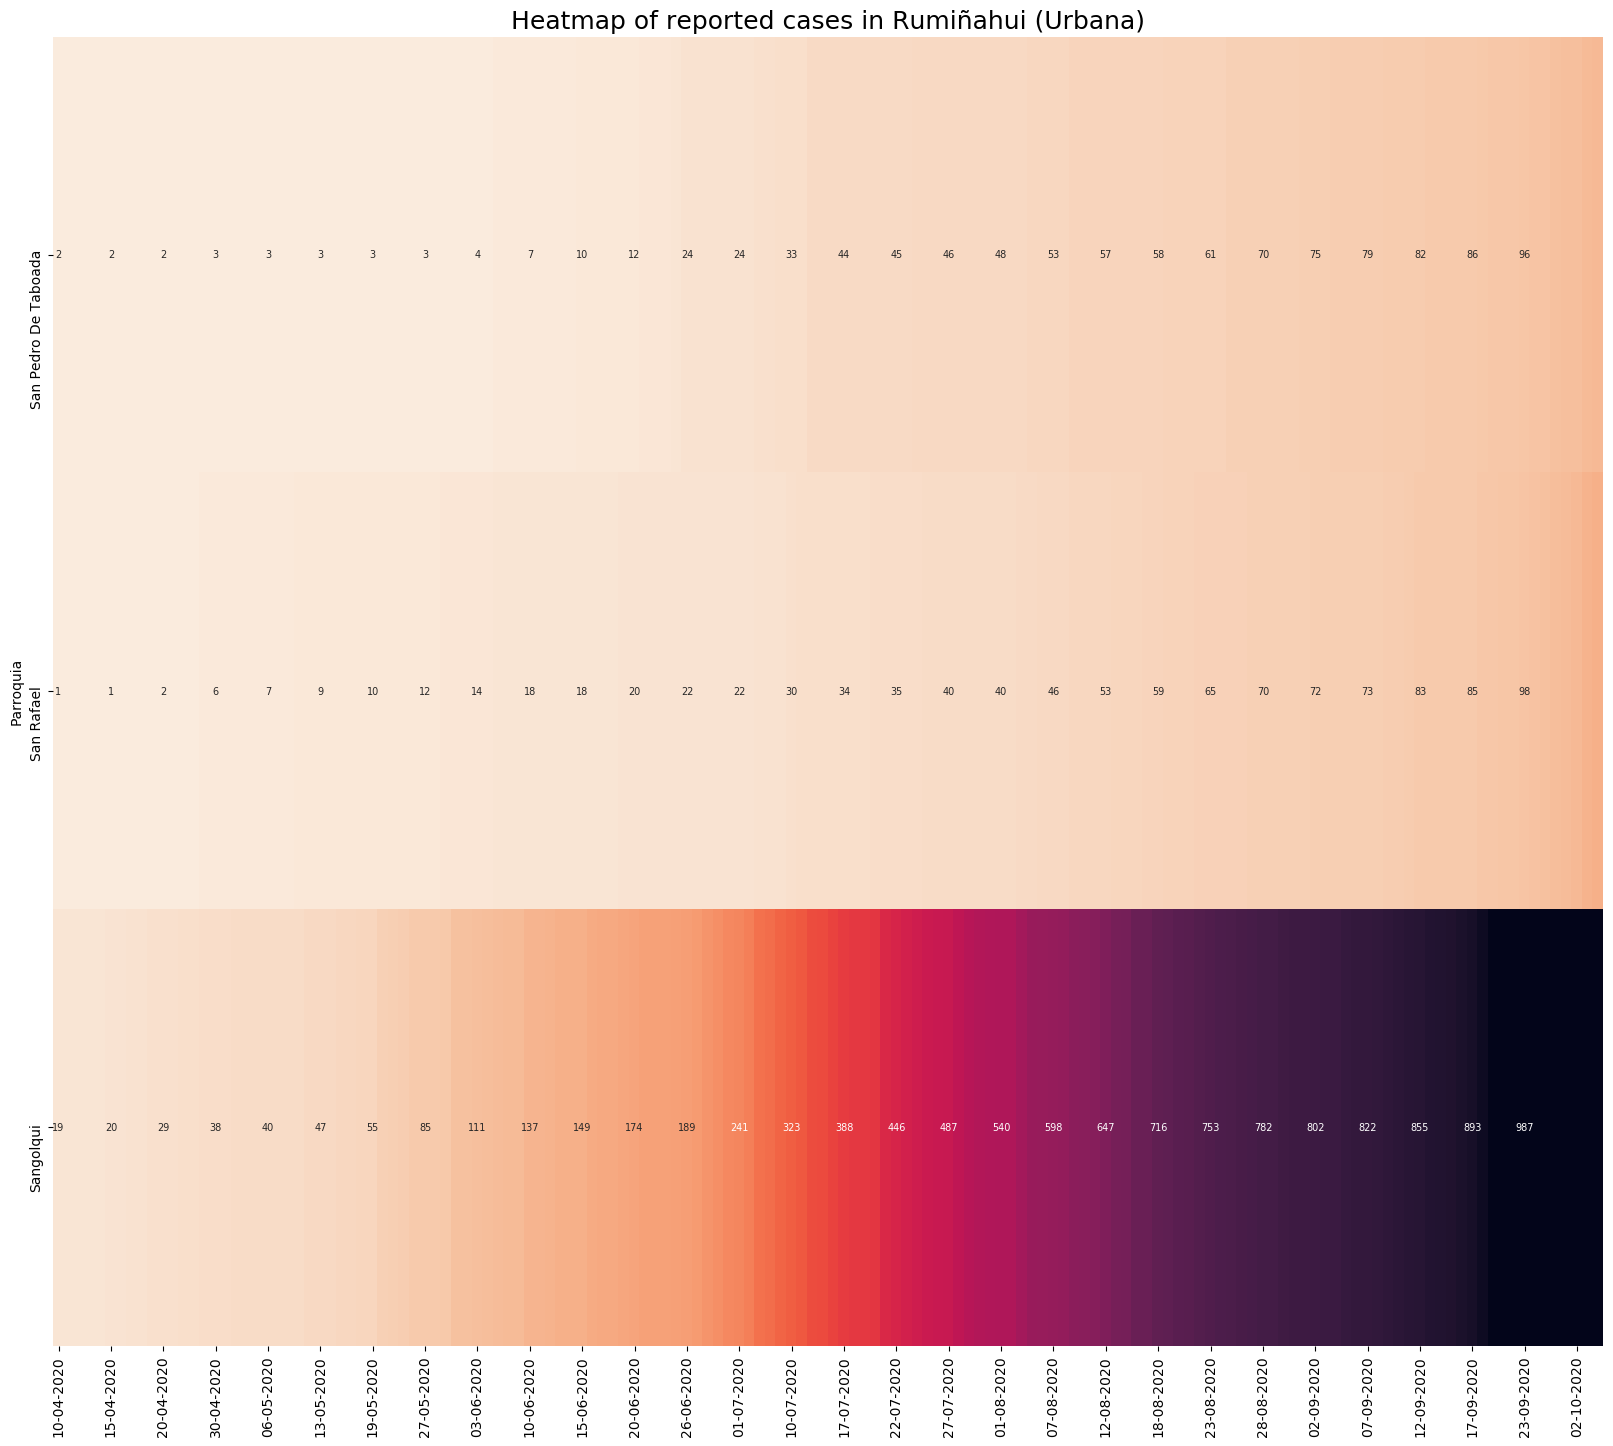 Heatmap of reported cases in Rumiñahui (Urbana)
Parroquia
San Pedro De Taboada
2 2 2 3 3 3 3 3 4 7 10 12 24 24 33 44 45 46 48 53 57 58 61 70 75 79 82 86 96
San Rafael
1 1 2 6 7 9 10 12 14 18 18 20 22 22 30 34 35 40 40 46 53 59 65 70 72 73 83 85 98
Sangolqui
19 20 29 38 40 47 55 85 111 137 149 174 189 241 323 388 446 487 540 598 647 716 753 782 802 822 855 893 987
10-04-2020 15-04-2020 20-04-2020 30-04-2020 06-05-2020 13-05-2020 19-05-2020 27-05-2020 03-06-2020 10-06-2020 15-06-2020 20-06-2020 26-06-2020 01-07-2020 10-07-2020 17-07-2020 22-07-2020 27-07-2020 01-08-2020 07-08-2020 12-08-2020 18-08-2020 23-08-2020 28-08-2020 02-09-2020 07-09-2020 12-09-2020 17-09-2020 23-09-2020 02-10-2020